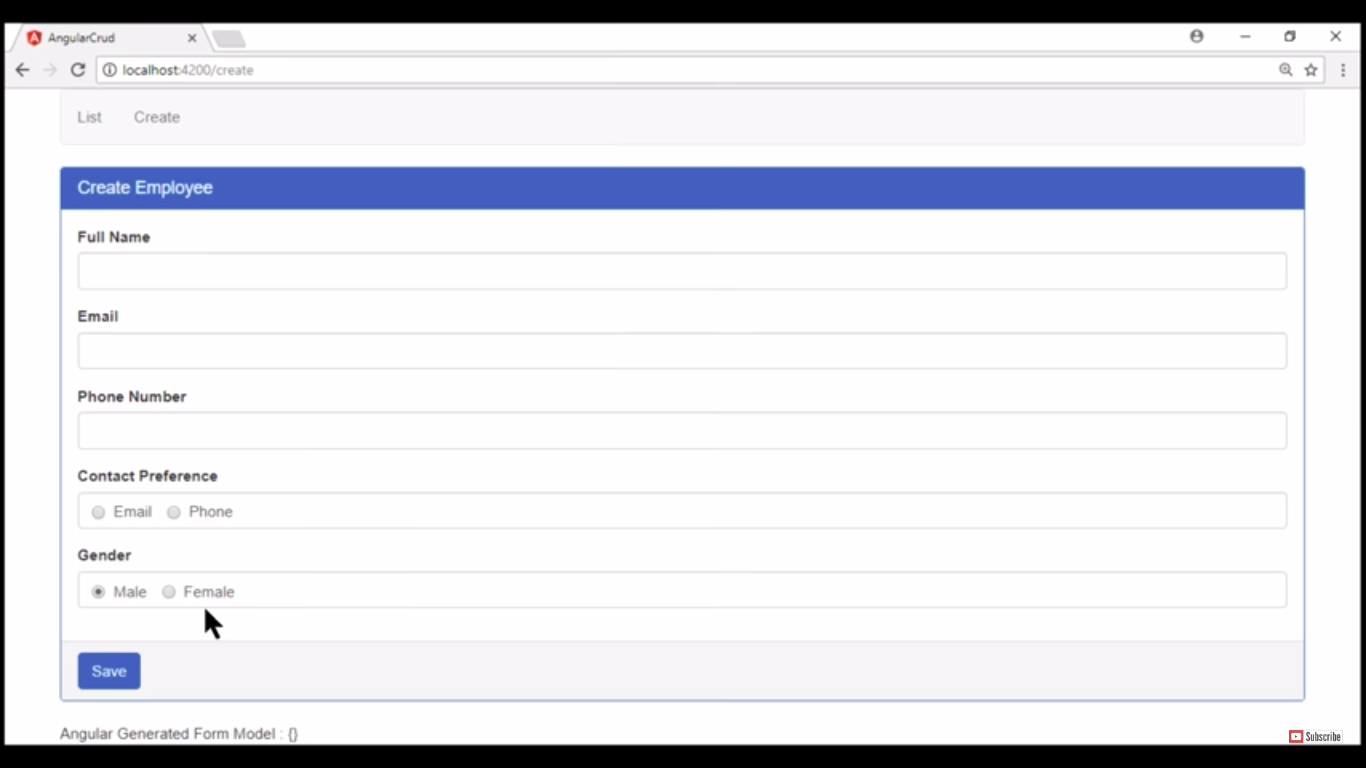 AngularCrud
localhost:4200/create
List Create
Create Employee
Full Name
Email
Phone Number
Contact Preference
Email Phone
Gender
Male Female
Save
Angular Generated Form Model : {}
Subscribe